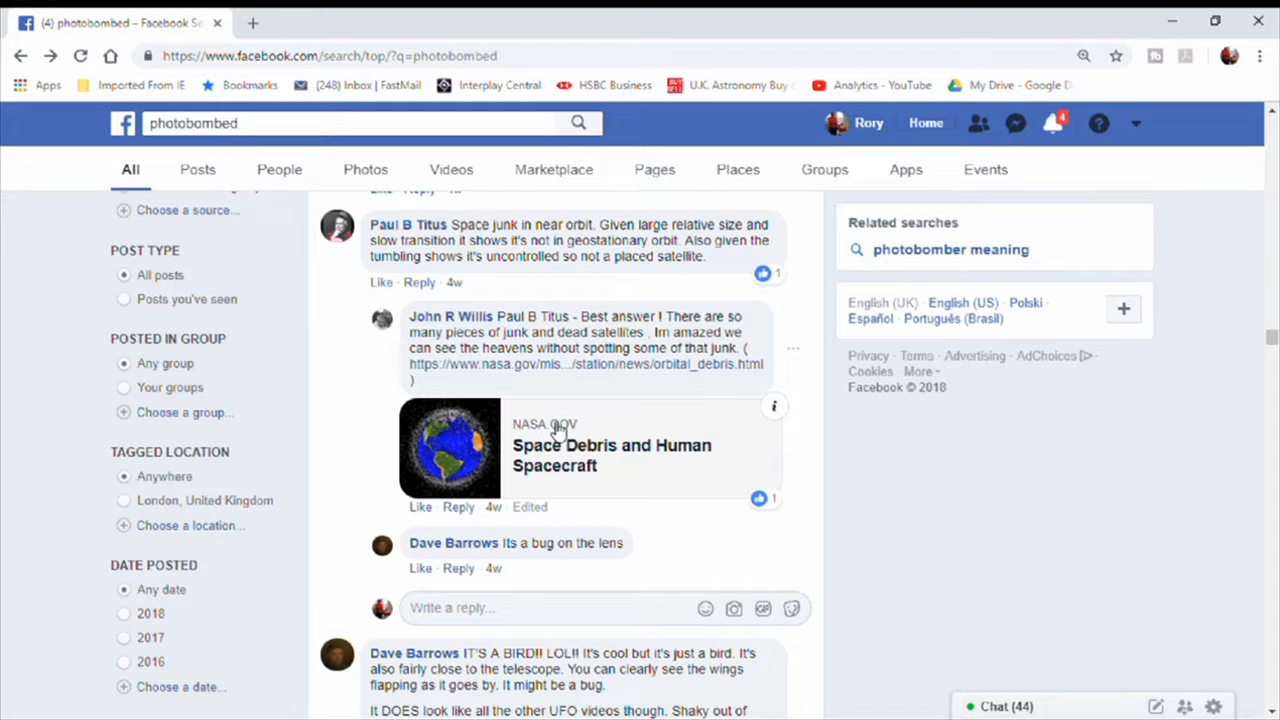 (4) photobombed – Facebook Se
https://www.facebook.com/search/top/?q=photobombed
Apps
Imported From IE
Bookmarks
(248) Inbox | FastMail
Interplay Central
HSBC Business
U.K. Astronomy Buy
Analytics - YouTube
My Drive - Google D
photobombed
Rory
Home
4
All
Posts
People
Photos
Videos
Marketplace
Pages
Places
Groups
Apps
Events
Choose a source...
POST TYPE
All posts
Posts you've seen
POSTED IN GROUP
Any group
Your groups
Choose a group...
TAGGED LOCATION
Anywhere
London, United Kingdom
Choose a location...
DATE POSTED
Any date
2018
2017
2016
Choose a date...
Like · Reply · 4w
Paul B Titus Space junk in near orbit. Given large relative size and
slow transition it shows it's not in geostationary orbit. Also given the
tumbling shows it's uncontrolled so not a placed satellite.
1
Like · Reply · 4w
John R Willis Paul B Titus - Best answer ! There are so
many pieces of junk and dead satellites , Im amazed we
can see the heavens without spotting some of that junk. (
https://www.nasa.gov/mis.../station/news/orbital_debris.html
)
NASA.GOV
Space Debris and Human
Spacecraft
1
Like · Reply · 4w · Edited
Dave Barrows Its a bug on the lens
Like · Reply · 4w
Write a reply...
GIF
Dave Barrows IT'S A BIRD!! LOL!! It's cool but it's just a bird. It's
also fairly close to the telescope. You can clearly see the wings
flapping as it goes by. It might be a bug.
It DOES look like all the other UFO videos though. Shaky out of
Related searches
photobomber meaning
English (UK) · English (US) · Polski ·
Español · Português (Brasil)
Privacy · Terms · Advertising · AdChoices ·
Cookies · More
Facebook © 2018
Chat (44)